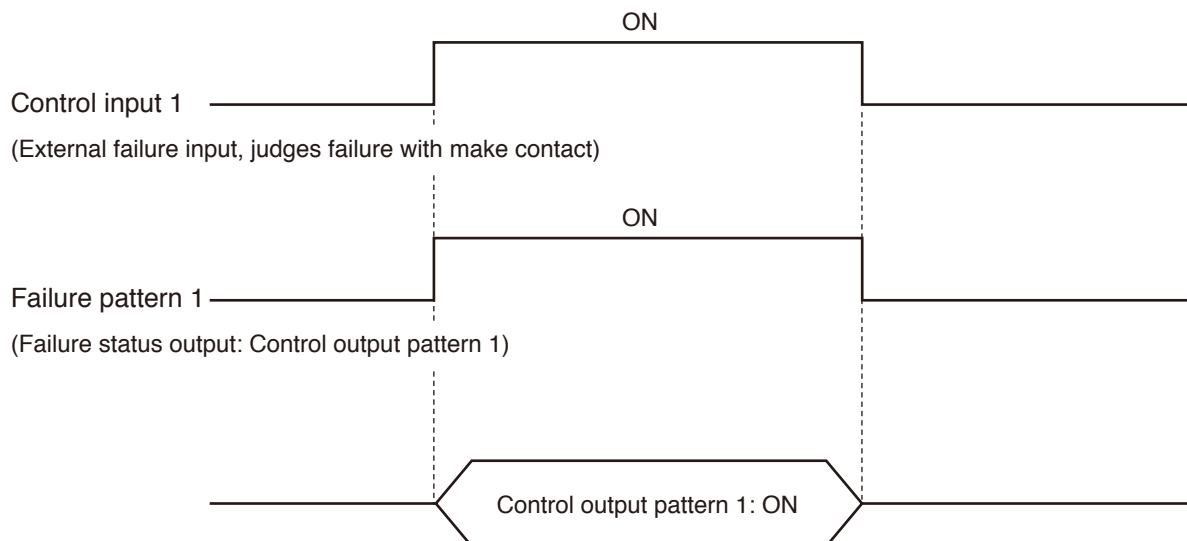 ON
Control input 1
(External failure input, judges failure with make contact)
ON
Failure pattern 1
(Failure status output: Control output pattern 1)
Control output pattern 1: ON